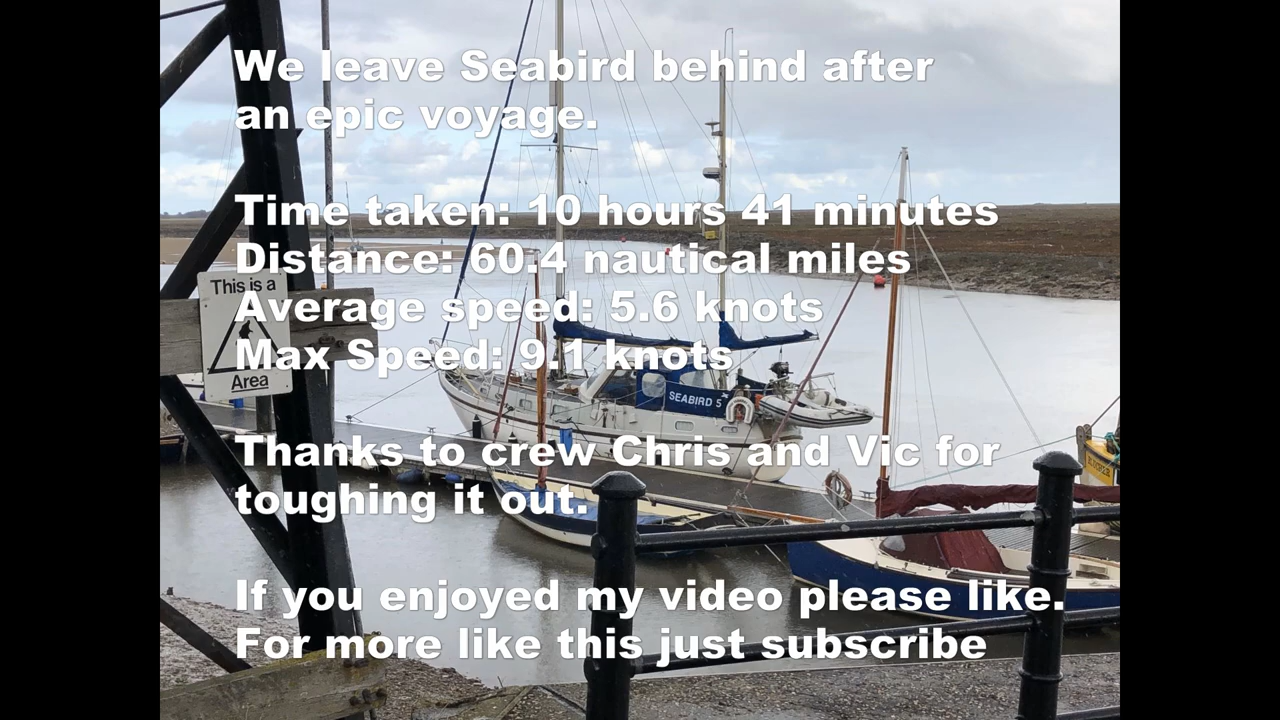 We leave Seabird behind after
an epic voyage.
Time taken: 10 hours 41 minutes
Distance: 60.4 nautical miles
Average speed: 5.6 knots
Max Speed: 9.1 knots
This is a
Area
SEABIRD 5
Thanks to crew Chris and Vic for
toughing it out.
If you enjoyed my video please like.
For more like this just subscribe